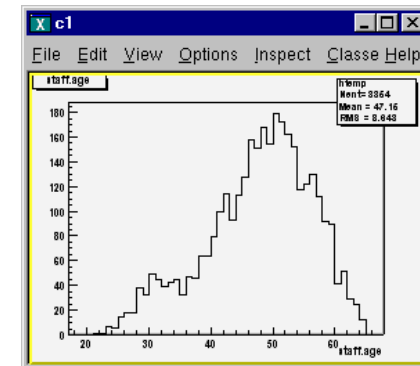 c1
File Edit View Options Inspect Classe Help
staff.age
htemp
Nent= 3354
Mean = 47.15
RMS = 8.643
180
160
140
120
100
80
60
40
20
0
20 30 40 50 60
staff.age